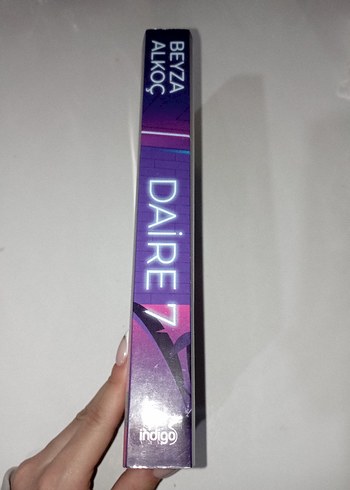 BEYZA
ALKOÇ
DAİRE 7
indigo